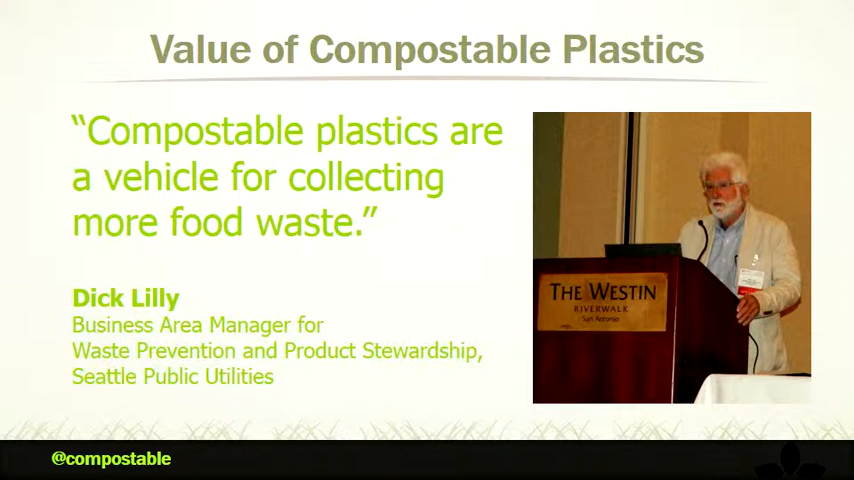 Value of Compostable Plastics
“Compostable plastics are
a vehicle for collecting
more food waste.”
Dick Lilly
Business Area Manager for
Waste Prevention and Product Stewardship,
Seattle Public Utilities
THE WESTIN
RIVERWALK
San Antonio
@compostable